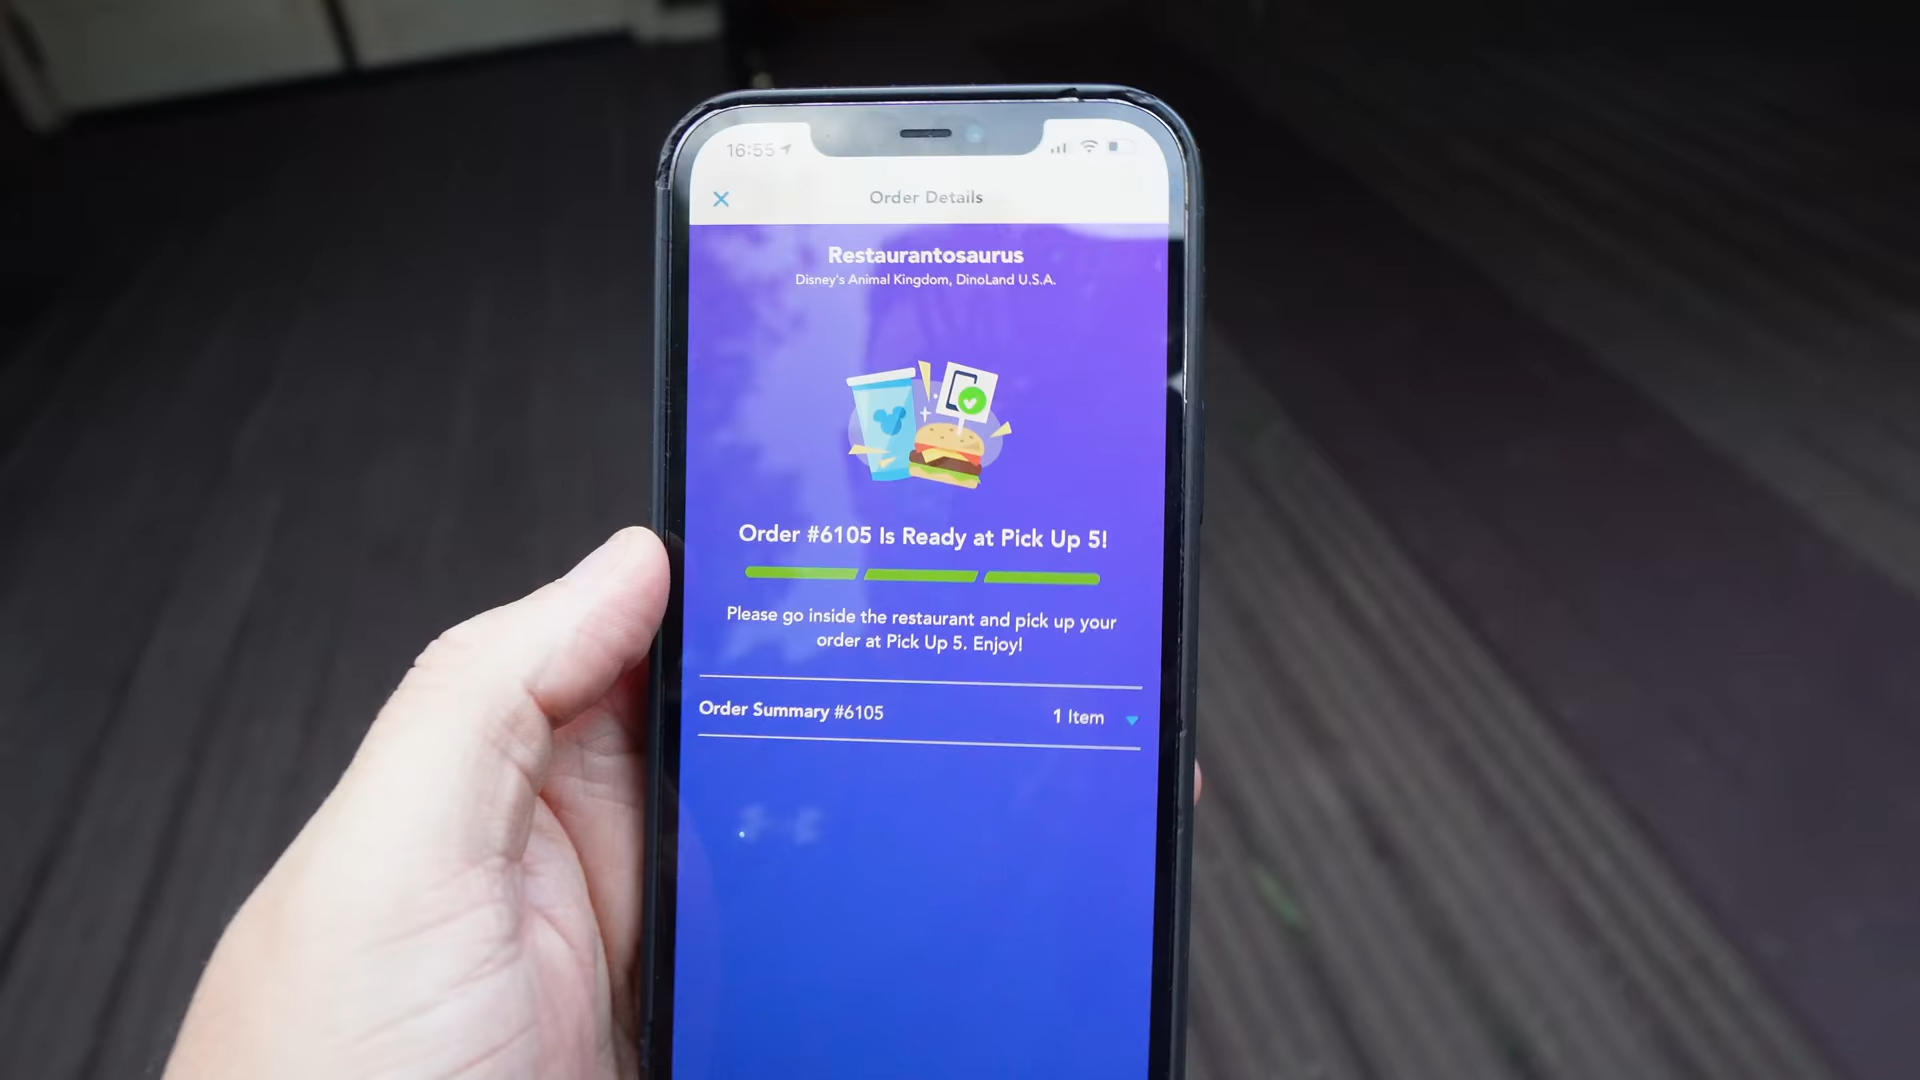 16:55
Order Details
Restaurantosaurus
Disney's Animal Kingdom, DinoLand U.S.A.
Order #6105 Is Ready at Pick Up 5!
Please go inside the restaurant and pick up your
order at Pick Up 5. Enjoy!
Order Summary #6105 1 Item